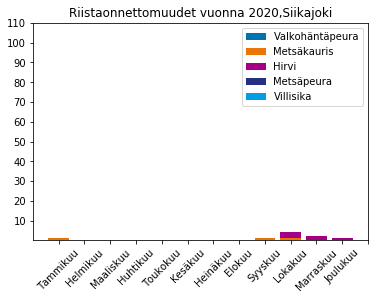 Riistaonnettomuudet vuonna 2020,Siikajoki
110
100
90
80
70
60
50
40
30
20
10
Valkohäntäpeura
Metsäkauris
Hirvi
Metsäpeura
Villisika
Tammikuu
Helmikuu
Maaliskuu
Huhtikuu
Toukokuu
Kesäkuu
Heinäkuu
Elokuu
Syyskuu
Lokakuu
Marraskuu
Joulukuu